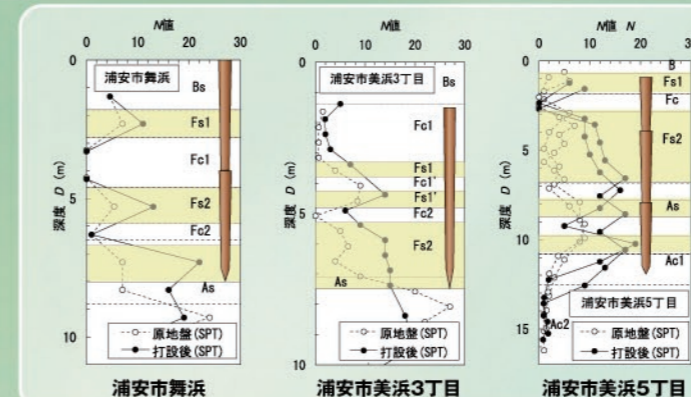 N値
0 10 20 30
浦安市舞浜
Bs
Fs1
Fc1
Fs2
Fc2
As
0
5
10
深度 D (m)
原地盤(SPT)
打設後(SPT)
浦安市舞浜
N値
0 10 20 30
浦安市美浜3丁目
Bs
Fc1
Fs1
Fc1'
Fs1'
Fc2
Fs2
As
0
5
10
深度 D (m)
原地盤(SPT)
打設後(SPT)
浦安市美浜3丁目
N値 N
0 10 20 3
B
Fs1
Fc
Fs2
As
Ac1
Ac2
0
5
10
15
深度 D (m)
浦安市美浜5丁目
原地盤(SPT)
打設後(SPT)
浦安市美浜5丁目